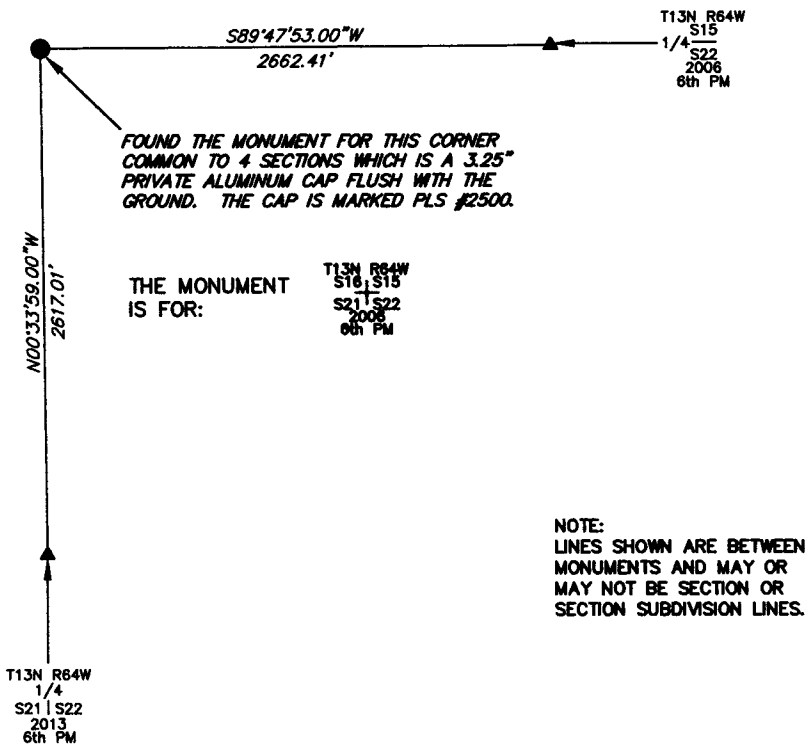 S89°47'53.00"W
2662.41'
T13N R64W
S15
1/4
S22
2006
6th PM
FOUND THE MONUMENT FOR THIS CORNER
COMMON TO 4 SECTIONS WHICH IS A 3.25"
PRIVATE ALUMINUM CAP FLUSH WITH THE
GROUND. THE CAP IS MARKED PLS #2500.
N00°33'59.00"W
2617.01'
THE MONUMENT
IS FOR:
T13N R64W
S16 S15
S21 S22
2006
6th PM
NOTE:
LINES SHOWN ARE BETWEEN
MONUMENTS AND MAY OR
MAY NOT BE SECTION OR
SECTION SUBDIVISION LINES.
T13N R64W
1/4
S21 | S22
2013
6th PM